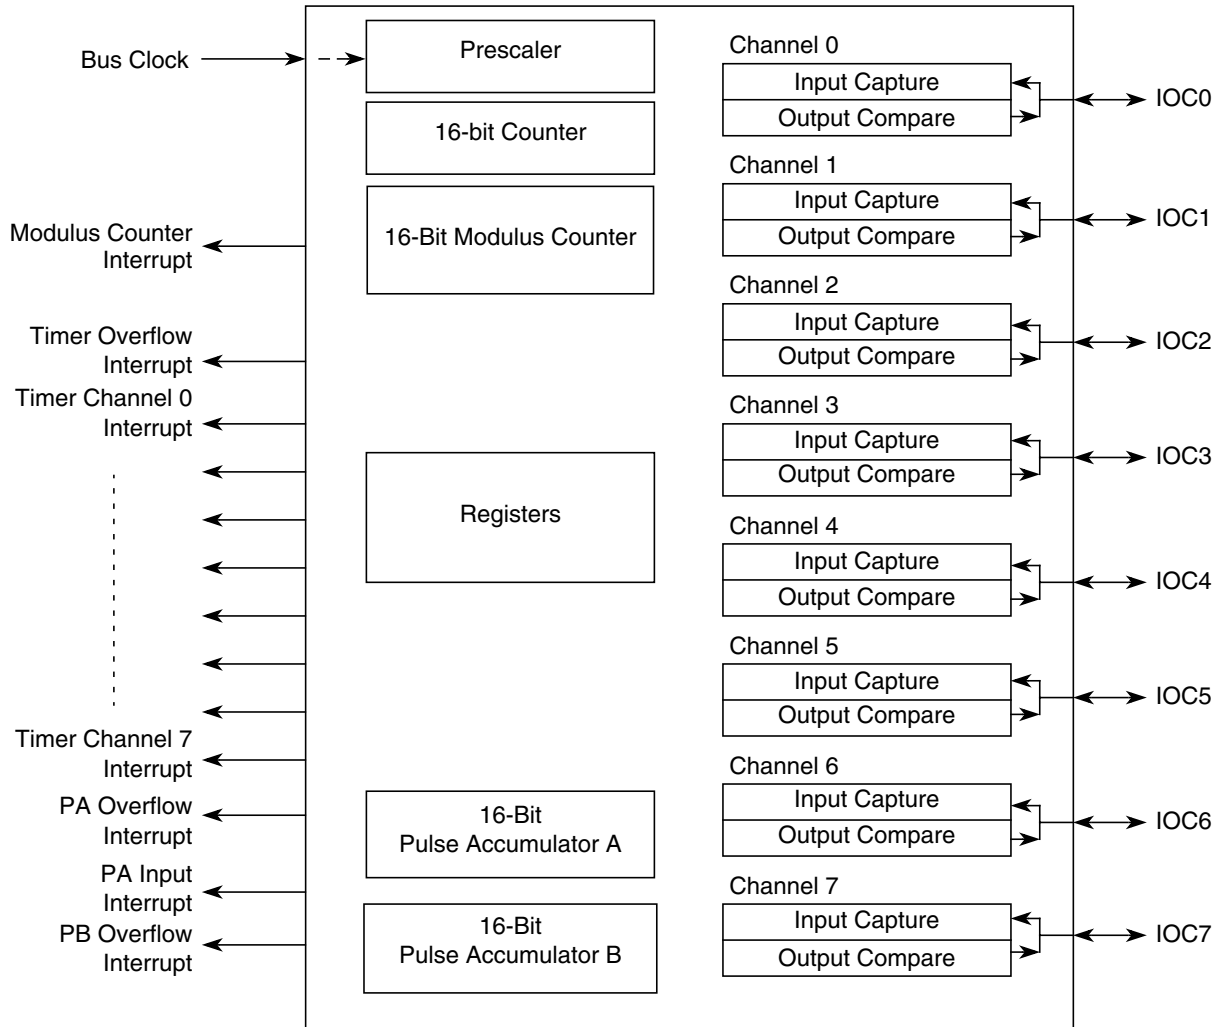 Bus Clock
Modulus Counter
Interrupt
Timer Overflow
Interrupt
Timer Channel 0
Interrupt
Timer Channel 7
Interrupt
PA Overflow
Interrupt
PA Input
Interrupt
PB Overflow
Interrupt
Prescaler
16-bit Counter
16-Bit Modulus Counter
Registers
16-Bit
Pulse Accumulator A
16-Bit
Pulse Accumulator B
Channel 0
Input Capture
Output Compare
IOC0
Channel 1
Input Capture
Output Compare
IOC1
Channel 2
Input Capture
Output Compare
IOC2
Channel 3
Input Capture
Output Compare
IOC3
Channel 4
Input Capture
Output Compare
IOC4
Channel 5
Input Capture
Output Compare
IOC5
Channel 6
Input Capture
Output Compare
IOC6
Channel 7
Input Capture
Output Compare
IOC7